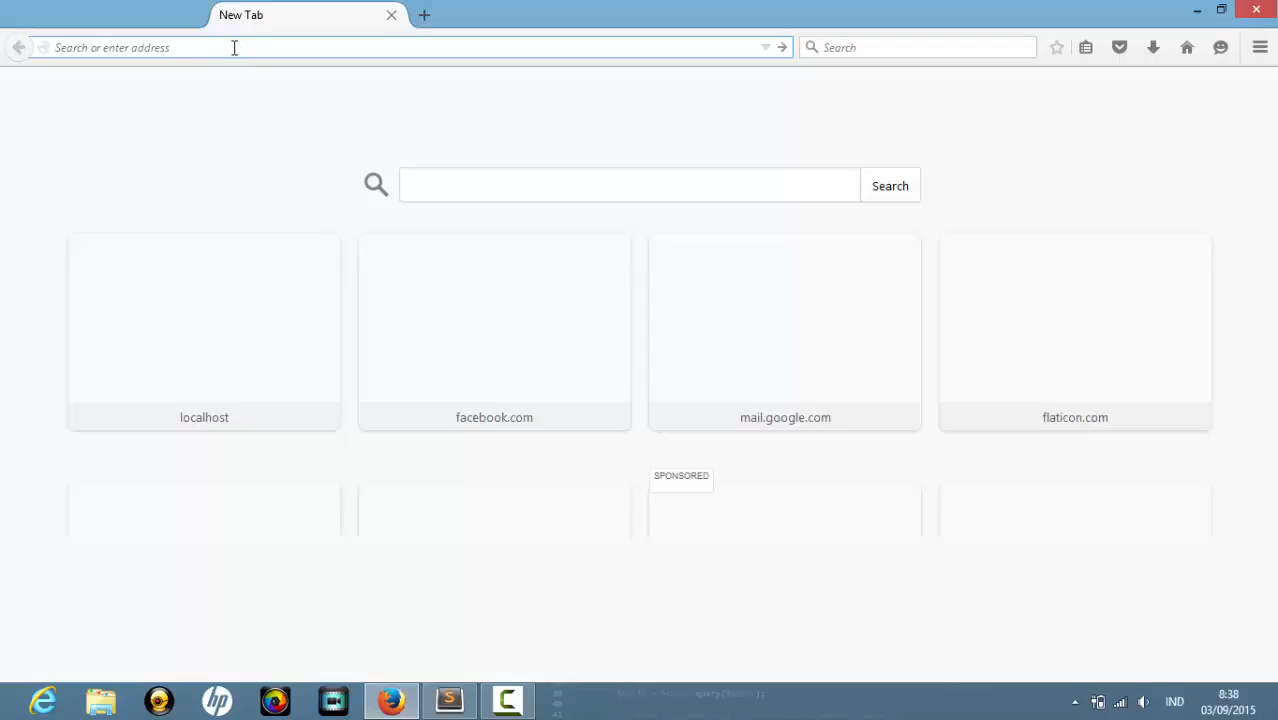 New Tab
Search or enter address
Search
Search
localhost
facebook.com
mail.google.com
flaticon.com
SPONSORED
IND
8:38
03/09/2015